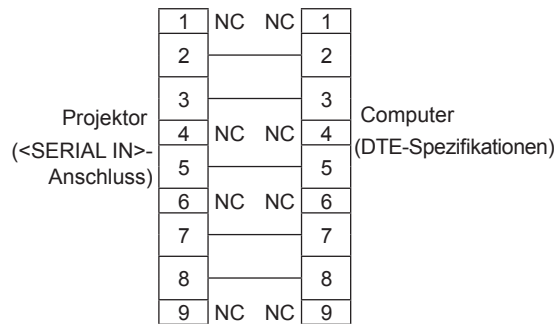 1 NC NC 1
2 2
3 3
Projektor
(<SERIAL IN>-
Anschluss)
4 NC NC 4
Computer
(DTE-Spezifikationen)
5 5
6 NC NC 6
7 7
8 8
9 NC NC 9